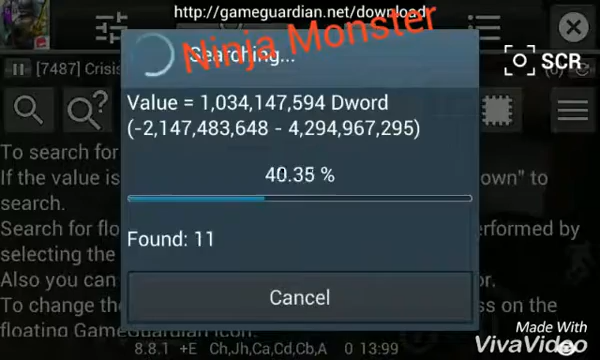 http://gameguardian.net/download
Ninja Monster
Searching...
SCR
[7487] Crisis
Value = 1,034,147,594 Dword
(-2,147,483,648 - 4,294,967,295)
To search for
40.35 %
If the value is
own" to
search.
Search for flo
erformed by
selecting the
Found: 11
Also you can
or.
To change the
ss on the
floating GameGuardian icon.
Cancel
8.8.1 +E Ch,Jh,Ca,Cd,Cb,A 0 13:99
Made With
VivaVideo